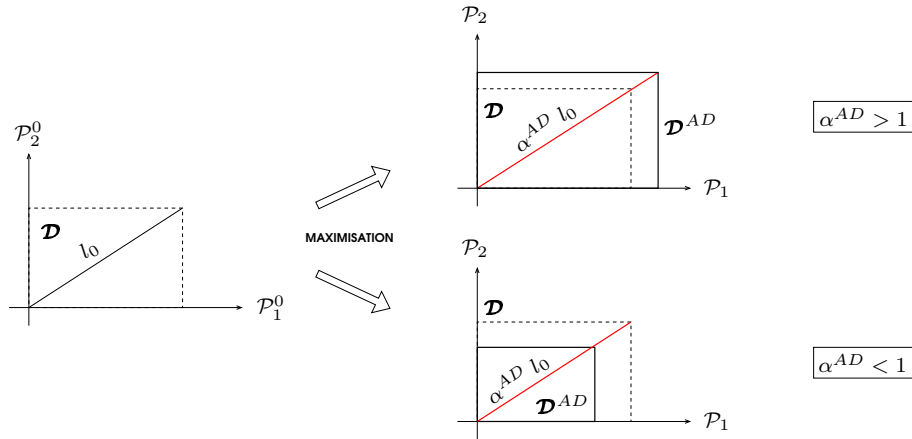 𝒫₂⁰
𝓓
l₀
𝒫₁⁰
MAXIMISATION
𝒫₂
𝓓
α^{AD} l₀
𝓓^{AD}
𝒫₁
α^{AD} > 1
𝒫₂
𝓓
α^{AD} l₀
𝓓^{AD}
𝒫₁
α^{AD} < 1